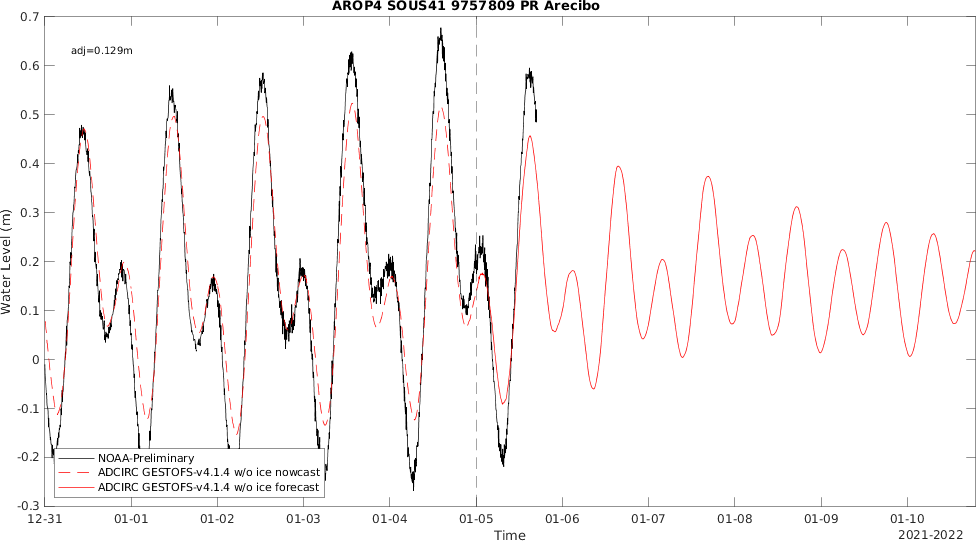 AROP4 SOUS41 9757809 PR Arecibo
adj=0.129m
0.7
0.6
0.5
0.4
0.3
0.2
0.1
0
-0.1
-0.2
-0.3
Water Level (m)
NOAA-Preliminary
ADCIRC GESTOFS-v4.1.4 w/o ice nowcast
ADCIRC GESTOFS-v4.1.4 w/o ice forecast
12-31 01-01 01-02 01-03 01-04 01-05 01-06 01-07 01-08 01-09 01-10
Time
2021-2022